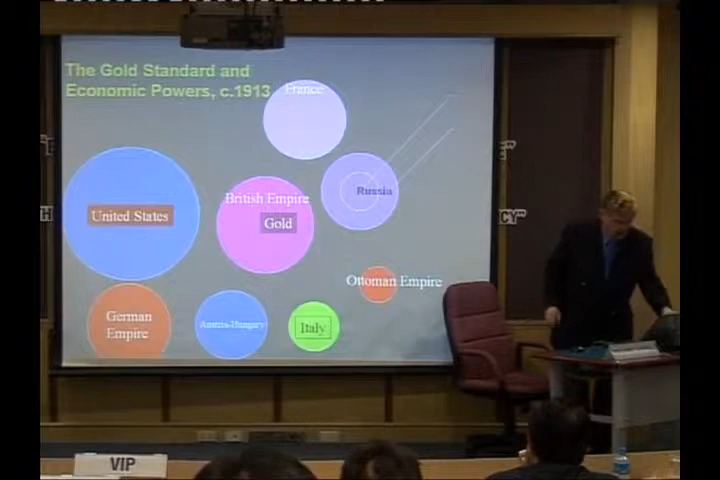 The Gold Standard and
Economic Powers, c.1913
France
Russia
British Empire
Gold
United States
Ottoman Empire
German
Empire
Austria-Hungary
Italy
CY"
VIP